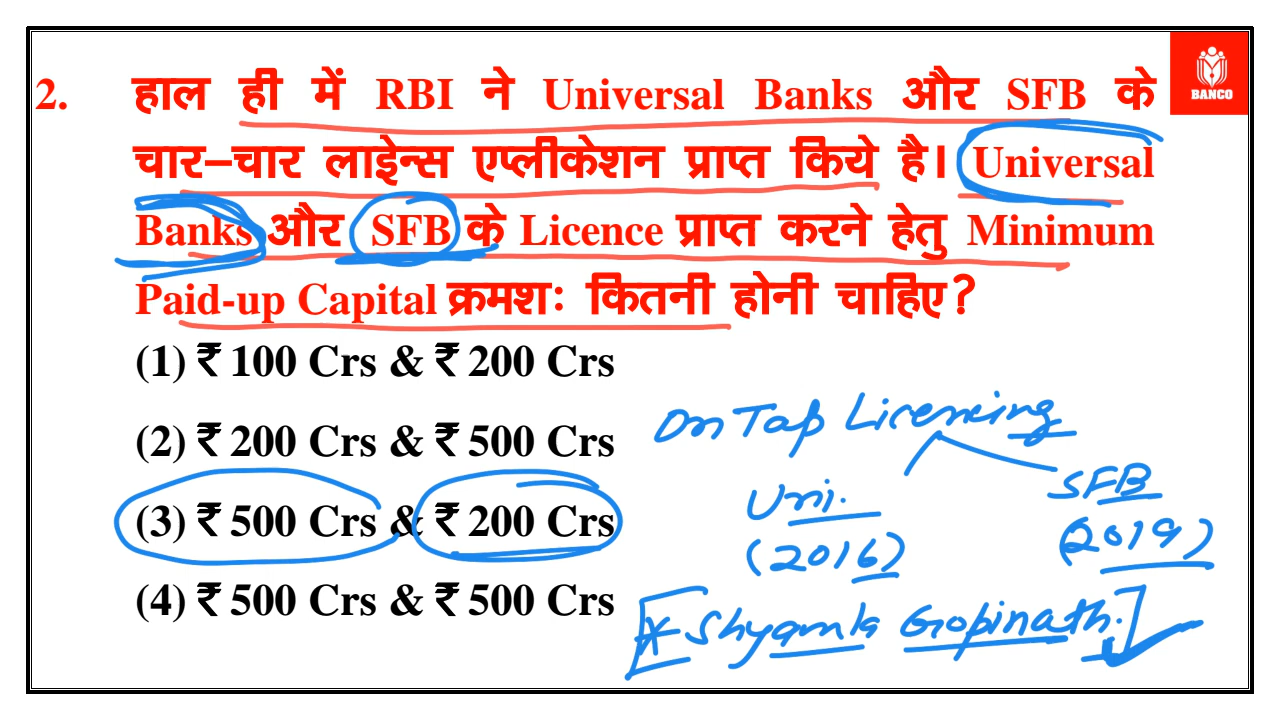 2. हाल ही में RBI ने Universal Banks और SFB के
चार–चार लाईन्स एप्लीकेशन प्राप्त किये है। Universal
Banks और SFB के Licence प्राप्त करने हेतु Minimum
Paid-up Capital क्रमशः कितनी होनी चाहिए?
(1) ₹ 100 Crs & ₹ 200 Crs
(2) ₹ 200 Crs & ₹ 500 Crs
(3) ₹ 500 Crs & ₹ 200 Crs
(4) ₹ 500 Crs & ₹ 500 Crs
BANCO
On Tap Licencing
Uni. SFB
(2016) (2019)
* Shyamla Gopinath.